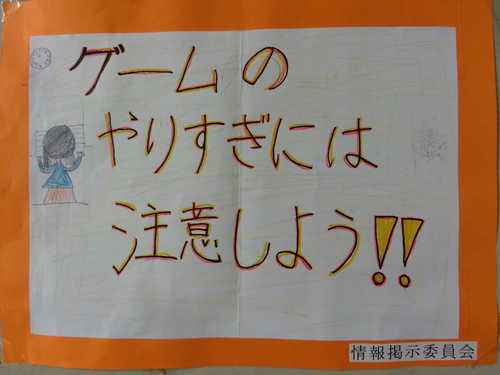 ゲームの
やりすぎには
注意しよう!!
情報掲示委員会